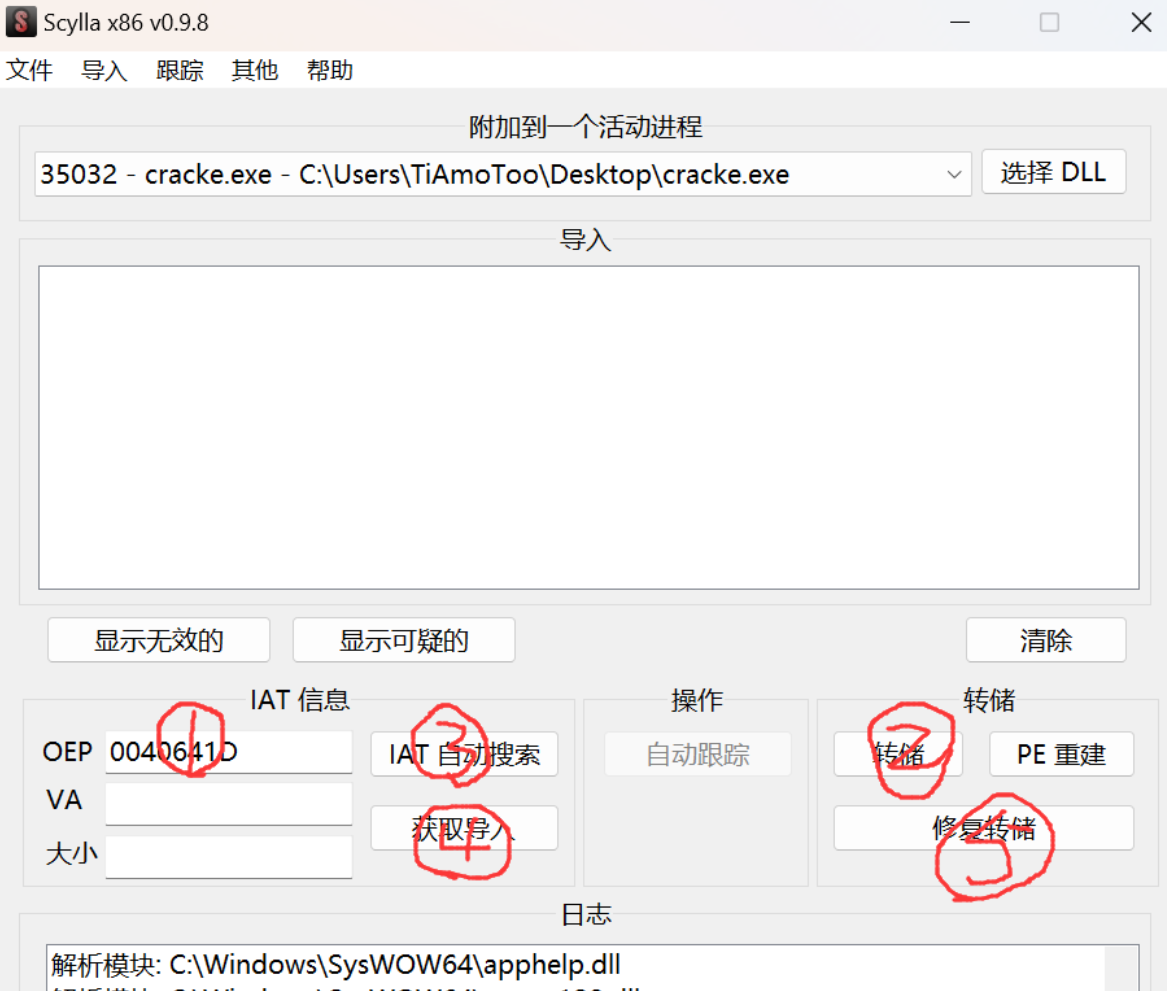 Scylla x86 v0.9.8
文件 导入 跟踪 其他 帮助
附加到一个活动进程
35032 - cracke.exe - C:\Users\TiAmoToo\Desktop\cracke.exe
选择 DLL
导入
显示无效的 显示可疑的 清除
IAT 信息 操作 转储
① ③ ②
OEP 0040641D IAT 自动搜索 自动跟踪 转储 PE 重建
VA
获取导入 修复转储
④ ⑤
大小
日志
解析模块: C:\Windows\SysWOW64\apphelp.dll